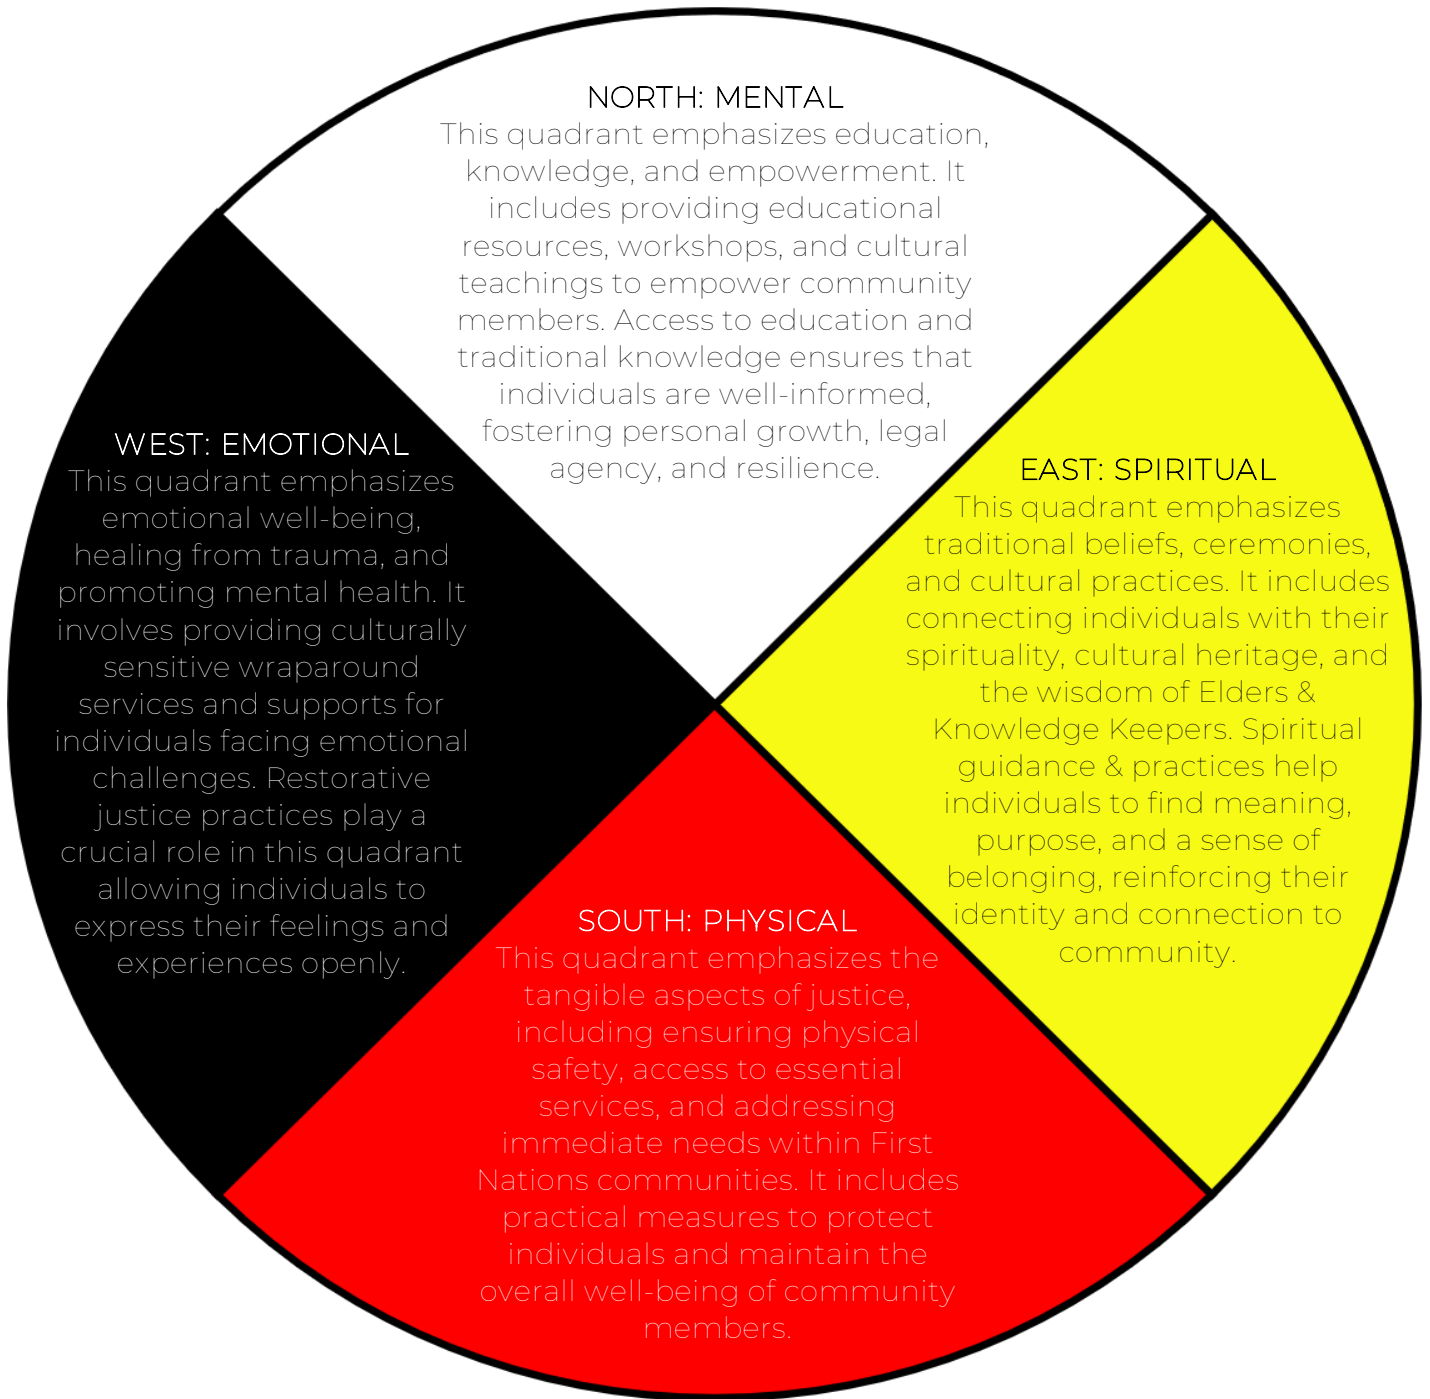 NORTH: MENTAL
This quadrant emphasizes education,
knowledge, and empowerment. It
includes providing educational
resources, workshops, and cultural
teachings to empower community
members. Access to education and
traditional knowledge ensures that
individuals are well-informed,
fostering personal growth, legal
agency, and resilience.
WEST: EMOTIONAL
This quadrant emphasizes
emotional well-being,
healing from trauma, and
promoting mental health. It
involves providing culturally
sensitive wraparound
services and supports for
individuals facing emotional
challenges. Restorative
justice practices play a
crucial role in this quadrant
allowing individuals to
express their feelings and
experiences openly.
EAST: SPIRITUAL
This quadrant emphasizes
traditional beliefs, ceremonies,
and cultural practices. It includes
connecting individuals with their
spirituality, cultural heritage, and
the wisdom of Elders &
Knowledge Keepers. Spiritual
guidance & practices help
individuals to find meaning,
purpose, and a sense of
belonging, reinforcing their
identity and connection to
community.
SOUTH: PHYSICAL
This quadrant emphasizes the
tangible aspects of justice,
including ensuring physical
safety, access to essential
services, and addressing
immediate needs within First
Nations communities. It includes
practical measures to protect
individuals and maintain the
overall well-being of community
members.